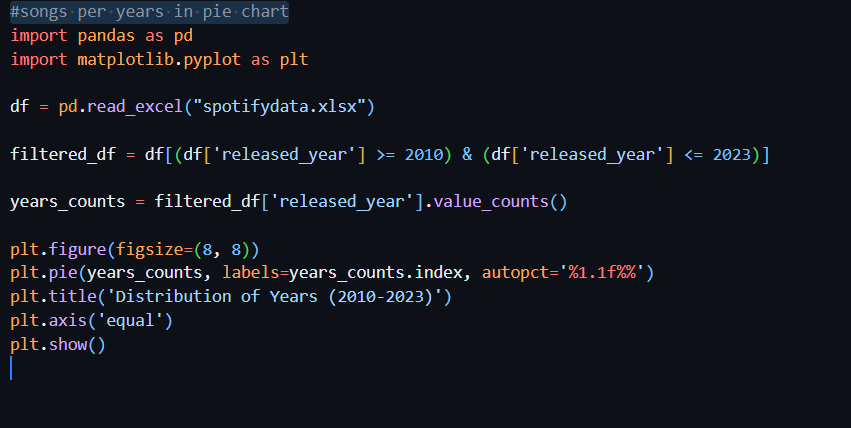 #songs per years in pie chart
import pandas as pd
import matplotlib.pyplot as plt
df = pd.read_excel("spotifydata.xlsx")
filtered_df = df[(df['released_year'] >= 2010) & (df['released_year'] <= 2023)]
years_counts = filtered_df['released_year'].value_counts()
plt.figure(figsize=(8, 8))
plt.pie(years_counts, labels=years_counts.index, autopct='%1.1f%%')
plt.title('Distribution of Years (2010-2023)')
plt.axis('equal')
plt.show()